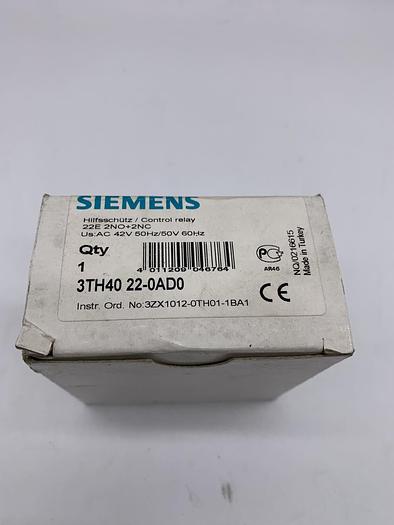 SIEMENS
Hilfsschütz / Control relay
22E 2NO+2NC
Us:AC 42V 50Hz/50V 60Hz
Qty
1
4 011209 046764
3TH40 22-0AD0
Instr. Ord. No:3ZX1012-0TH01-1BA1
AR46
CE
NQ/0216615
Made in Turkey